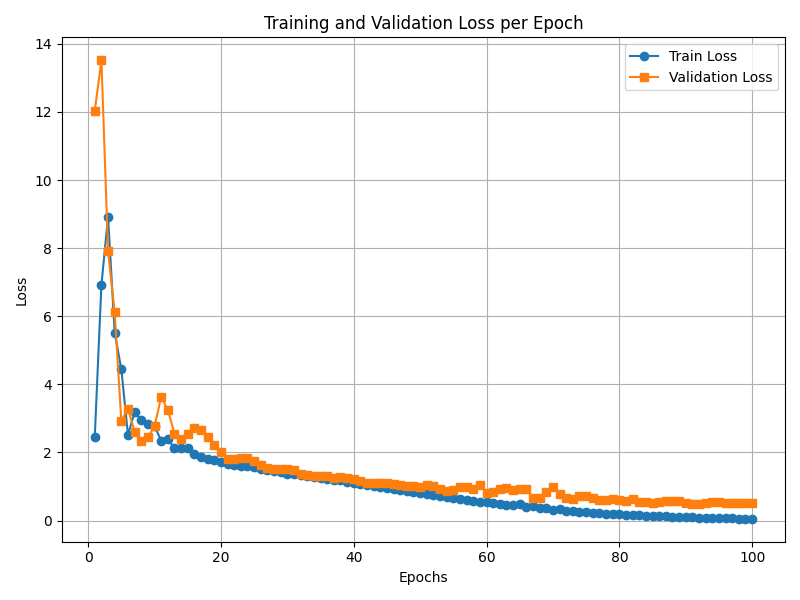 Training and Validation Loss per Epoch
Train Loss
Validation Loss
14
12
10
8
6
4
2
0
Loss
0 20 40 60 80 100
Epochs